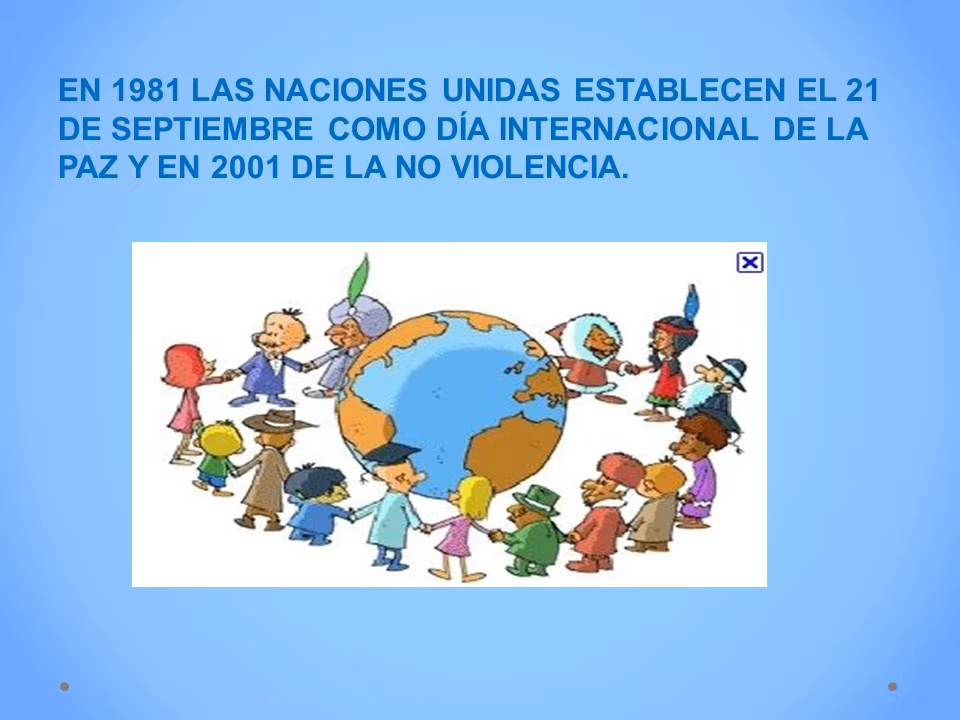 EN 1981 LAS NACIONES UNIDAS ESTABLECEN EL 21
DE SEPTIEMBRE COMO DÍA INTERNACIONAL DE LA
PAZ Y EN 2001 DE LA NO VIOLENCIA.